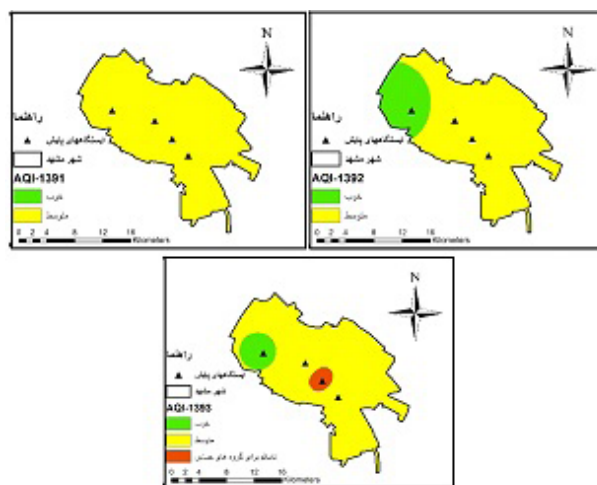 N
راهنما
ایستگاههای پایش
شهر مشهد
AQI-1391
خوب
متوسط
0 2 4 8 12 16
Kilometers
N
راهنما
ایستگاههای پایش
شهر مشهد
AQI-1392
خوب
متوسط
0 2 4 8 12 16
Kilometers
N
راهنما
ایستگاههای پایش
شهر مشهد
AQI-1393
خوب
متوسط
ناسالم برای گروه های حساس
0 2 4 8 12 16
Kilometers